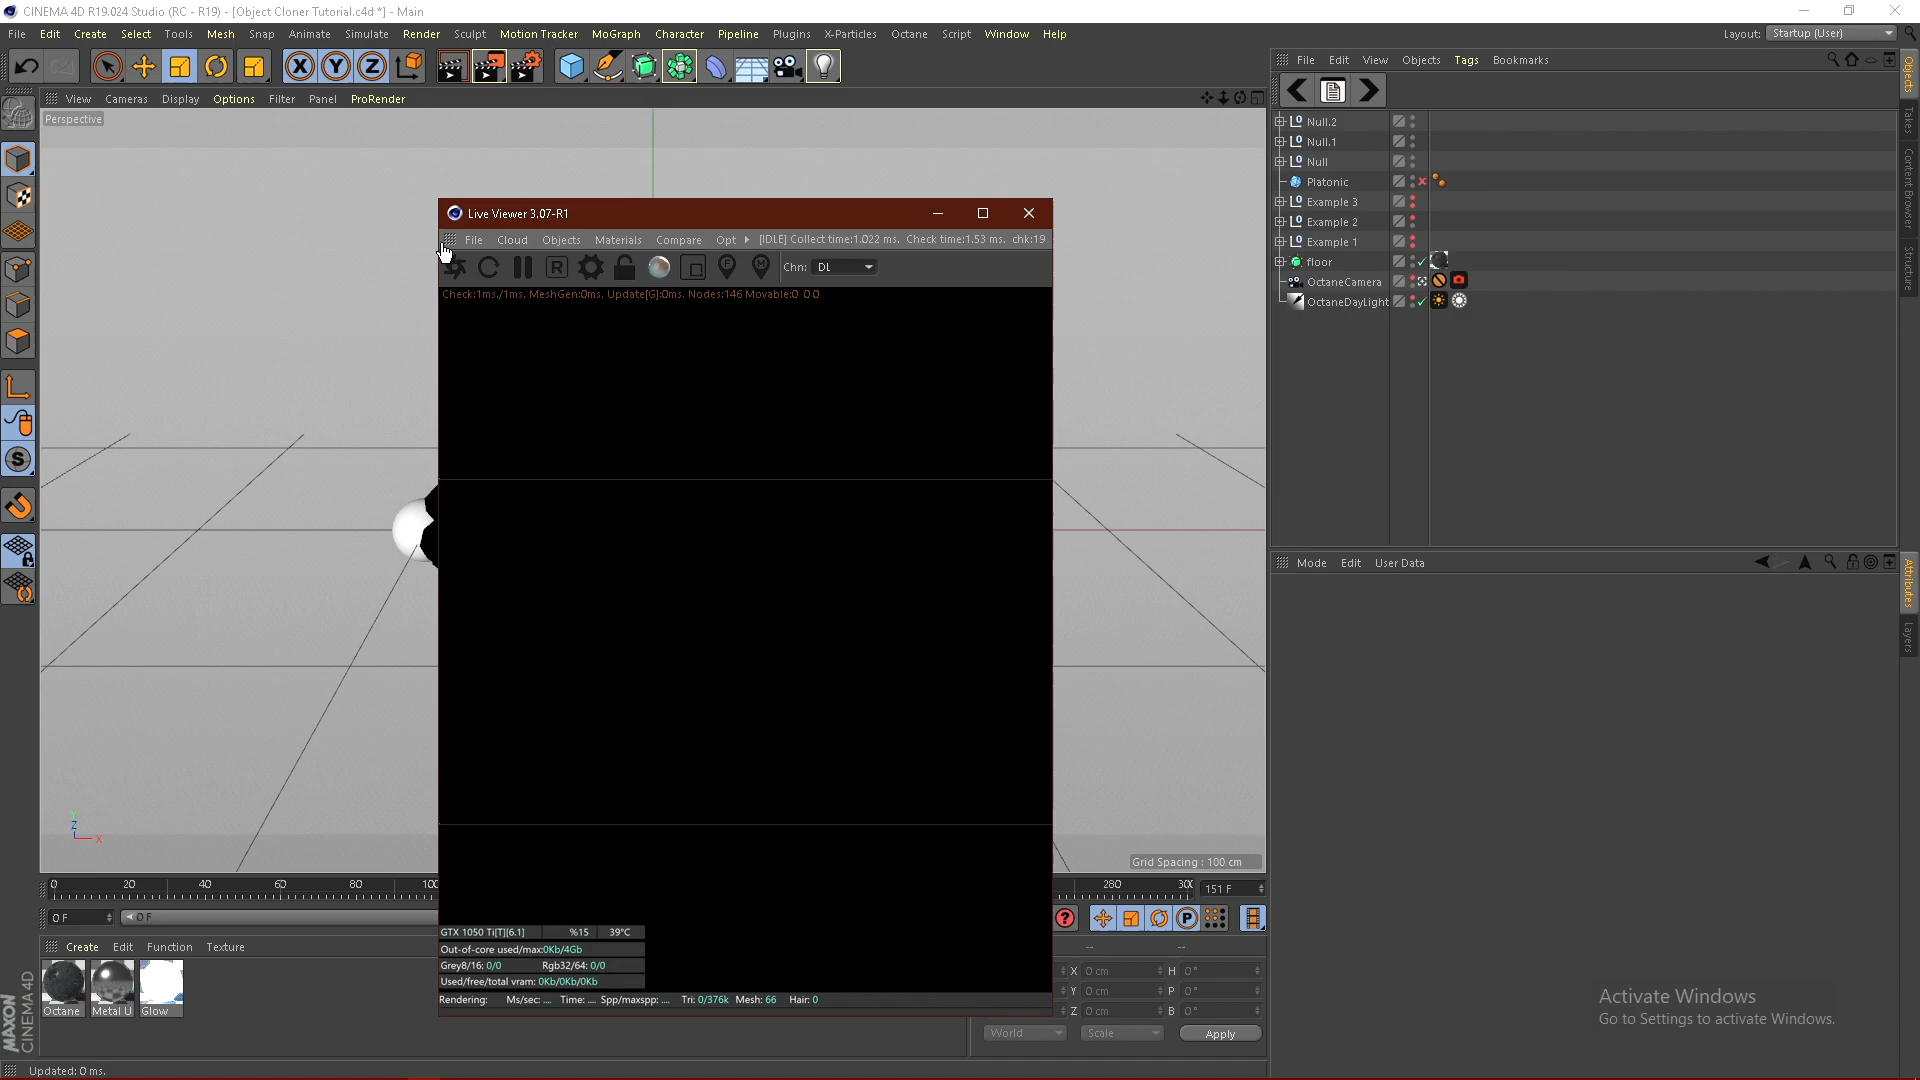 CINEMA 4D R19.024 Studio (RC - R19) - [Object Cloner Tutorial.c4d *] - Main
File Edit Create Select Tools Mesh Snap Animate Simulate Render Sculpt Motion Tracker MoGraph Character Pipeline Plugins X-Particles Octane Script Window Help
Layout: Startup (User)
View Cameras Display Options Filter Panel ProRender
Perspective
File Edit View Objects Tags Bookmarks
Null.2
Null.1
Null
Platonic
Example 3
Example 2
Example 1
floor
OctaneCamera
OctaneDayLight
Objects
Takes
Content Browser
Structure
Live Viewer 3.07-R1
File Cloud Objects Materials Compare Opt [IDLE] Collect time:1.022 ms. Check time:1.53 ms. chk:19
Chn: DL
Check:1ms./1ms. MeshGen:0ms. Update[G]:0ms. Nodes:146 Movable:0 0 0
Mode Edit User Data
Attributes
Layers
Y
Z
X
Grid Spacing : 100 cm
GTX 1050 Ti[T][6.1] %15 39°C
Out-of-core used/max:0Kb/4Gb
Grey8/16: 0/0 Rgb32/64: 0/0
Used/free/total vram: 0Kb/0Kb/0Kb
Rendering: Ms/sec: .... Time: .... Spp/maxspp: .... Tri: 0/376k Mesh: 66 Hair: 0
0 20 40 60 80 100 280 300 151 F
0 F 0 F
Create Edit Function Texture
Octane Metal U Glow
-- --
X 0 cm H 0°
Y 0 cm P 0°
Z 0 cm B 0°
World Scale Apply
MAXON
CINEMA 4D
Activate Windows
Go to Settings to activate Windows.
Updated: 0 ms.